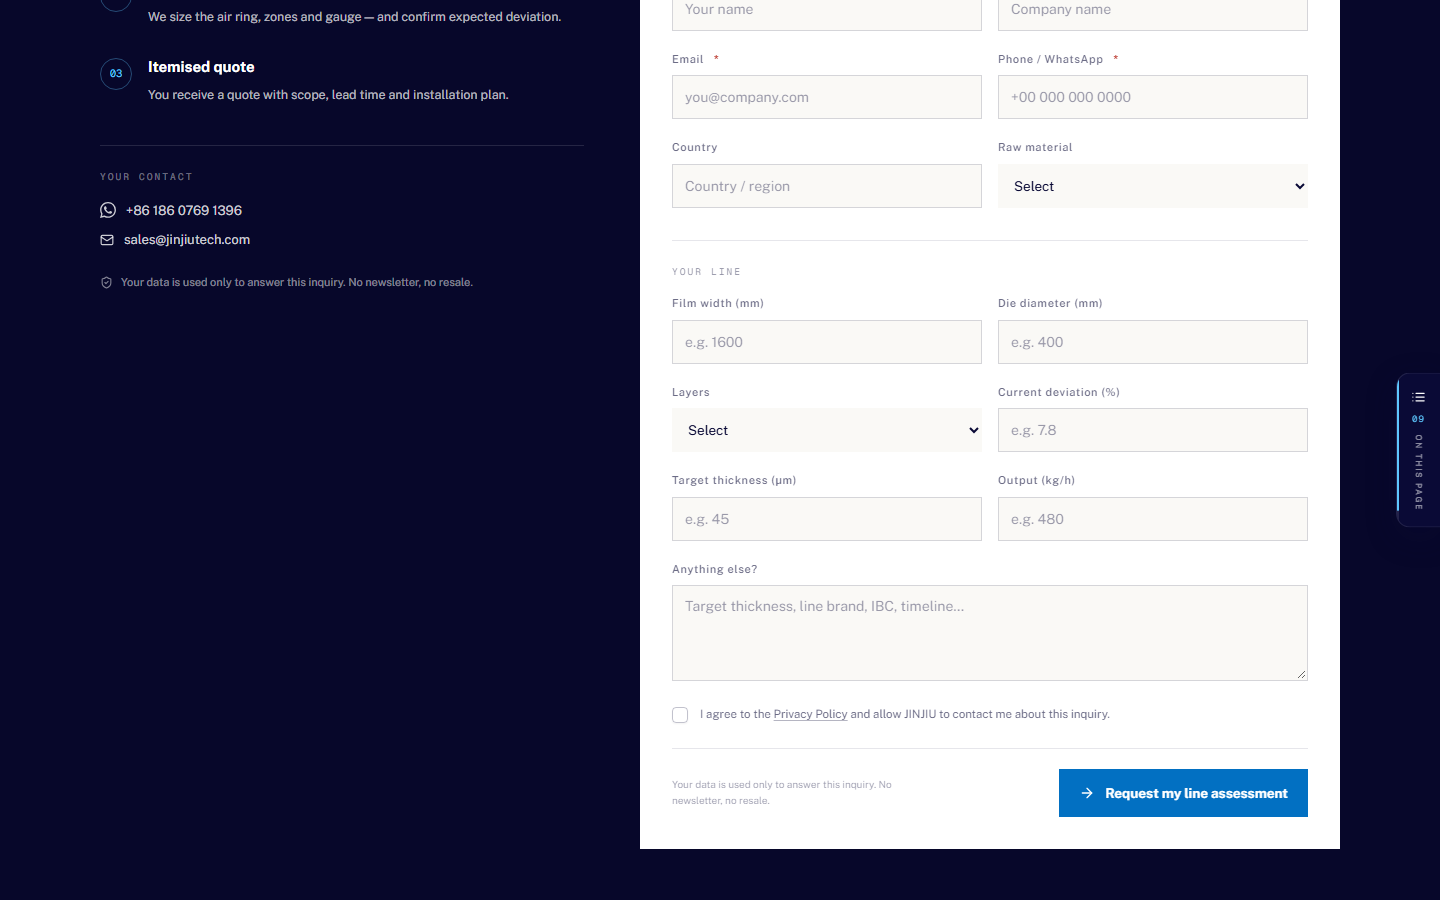 We size the air ring, zones and gauge — and confirm expected deviation.
03
Itemised quote
You receive a quote with scope, lead time and installation plan.
YOUR CONTACT
+86 186 0769 1396
sales@jinjiutech.com
Your data is used only to answer this inquiry. No newsletter, no resale.
Your name
Company name
Email *
Phone / WhatsApp *
you@company.com
+00 000 000 0000
Country
Raw material
Country / region
Select
YOUR LINE
Film width (mm)
Die diameter (mm)
e.g. 1600
e.g. 400
Layers
Current deviation (%)
Select
e.g. 7.8
Target thickness (µm)
Output (kg/h)
e.g. 45
e.g. 480
Anything else?
Target thickness, line brand, IBC, timeline...
I agree to the Privacy Policy and allow JINJIU to contact me about this inquiry.
Your data is used only to answer this inquiry. No
newsletter, no resale.
Request my line assessment
09
ON THIS PAGE